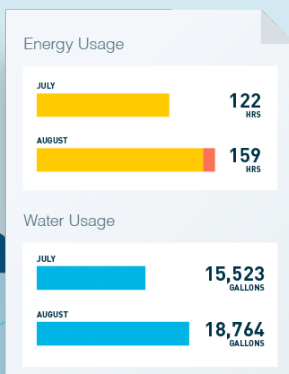 Energy Usage
JULY
122
HRS
AUGUST
159
HRS
Water Usage
JULY
15,523
GALLONS
AUGUST
18,764
GALLONS